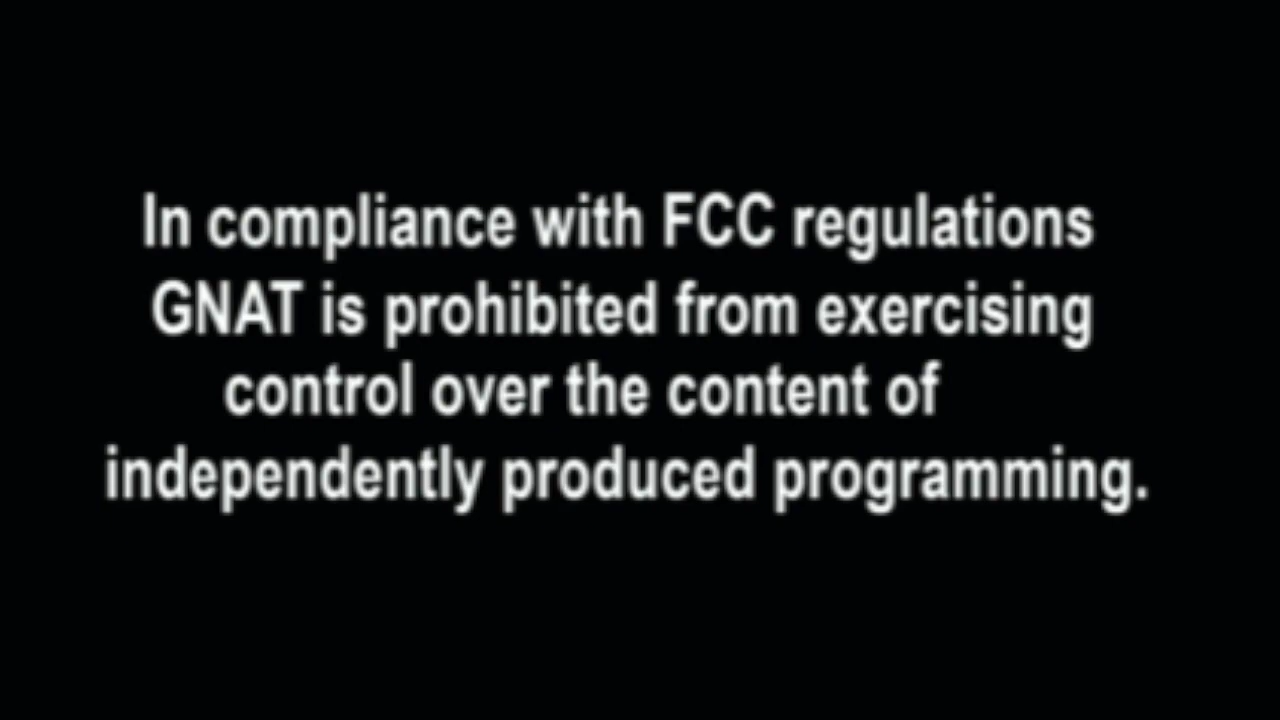 In compliance with FCC regulations
GNAT is prohibited from exercising
control over the content of
independently produced programming.